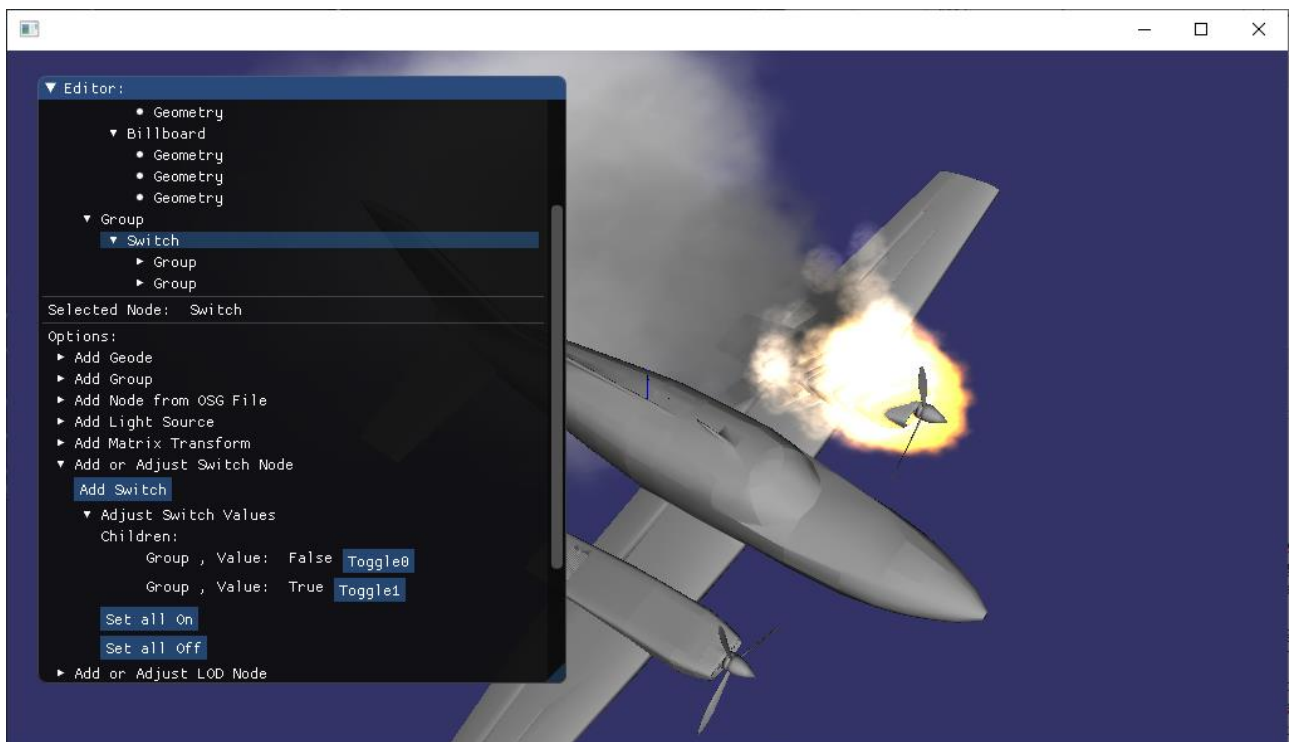 Editor:
Geometry
Billboard
Geometry
Geometry
Geometry
Group
Switch
Group
Group
Selected Node: Switch
Options:
Add Geode
Add Group
Add Node from OSG File
Add Light Source
Add Matrix Transform
Add or Adjust Switch Node
Add Switch
Adjust Switch Values
Children:
Group , Value: False Toggle0
Group , Value: True Toggle1
Set all On
Set all Off
Add or Adjust LOD Node